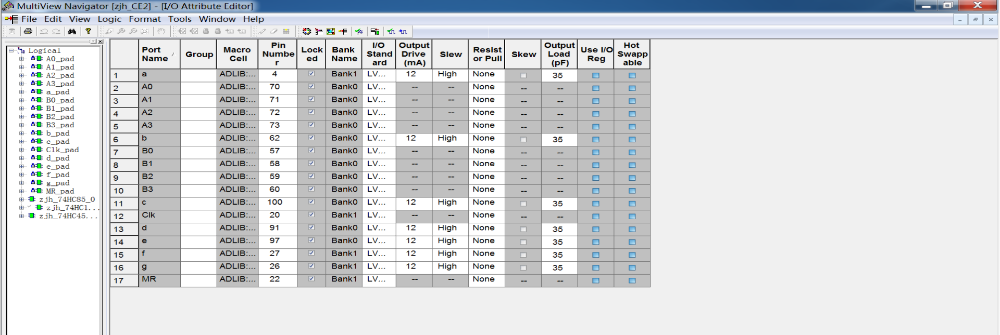 MultiView Navigator [zjh_CE2] - [I/O Attribute Editor]
File Edit View Logic Format Tools Window Help
Logical
A0_pad
A1_pad
A2_pad
A3_pad
a_pad
B0_pad
B1_pad
B2_pad
B3_pad
b_pad
c_pad
Clk_pad
d_pad
e_pad
f_pad
g_pad
MR_pad
zjh_74HC85_0
zjh_74HC1...
zjh_74HC45...
Port Name Group Macro Cell Pin Number Locked Bank Name I/O Standard Output Drive (mA) Slew Resistor Pull Skew Output Load (pF) Use I/O Reg Hot Swappable
1 a ADLIB:... 4 Bank1 LV... 12 High None 35
2 A0 ADLIB:... 70 Bank0 LV... -- -- None -- --
3 A1 ADLIB:... 71 Bank0 LV... -- -- None -- --
4 A2 ADLIB:... 72 Bank0 LV... -- -- None -- --
5 A3 ADLIB:... 73 Bank0 LV... -- -- None -- --
6 b ADLIB:... 62 Bank0 LV... 12 High None 35
7 B0 ADLIB:... 57 Bank0 LV... -- -- None -- --
8 B1 ADLIB:... 58 Bank0 LV... -- -- None -- --
9 B2 ADLIB:... 59 Bank0 LV... -- -- None -- --
10 B3 ADLIB:... 60 Bank0 LV... -- -- None -- --
11 c ADLIB:... 100 Bank0 LV... 12 High None 35
12 Clk ADLIB:... 20 Bank1 LV... -- -- None -- --
13 d ADLIB:... 91 Bank0 LV... 12 High None 35
14 e ADLIB:... 97 Bank0 LV... 12 High None 35
15 f ADLIB:... 27 Bank1 LV... 12 High None 35
16 g ADLIB:... 26 Bank1 LV... 12 High None 35
17 MR ADLIB:... 22 Bank1 LV... -- -- None -- --